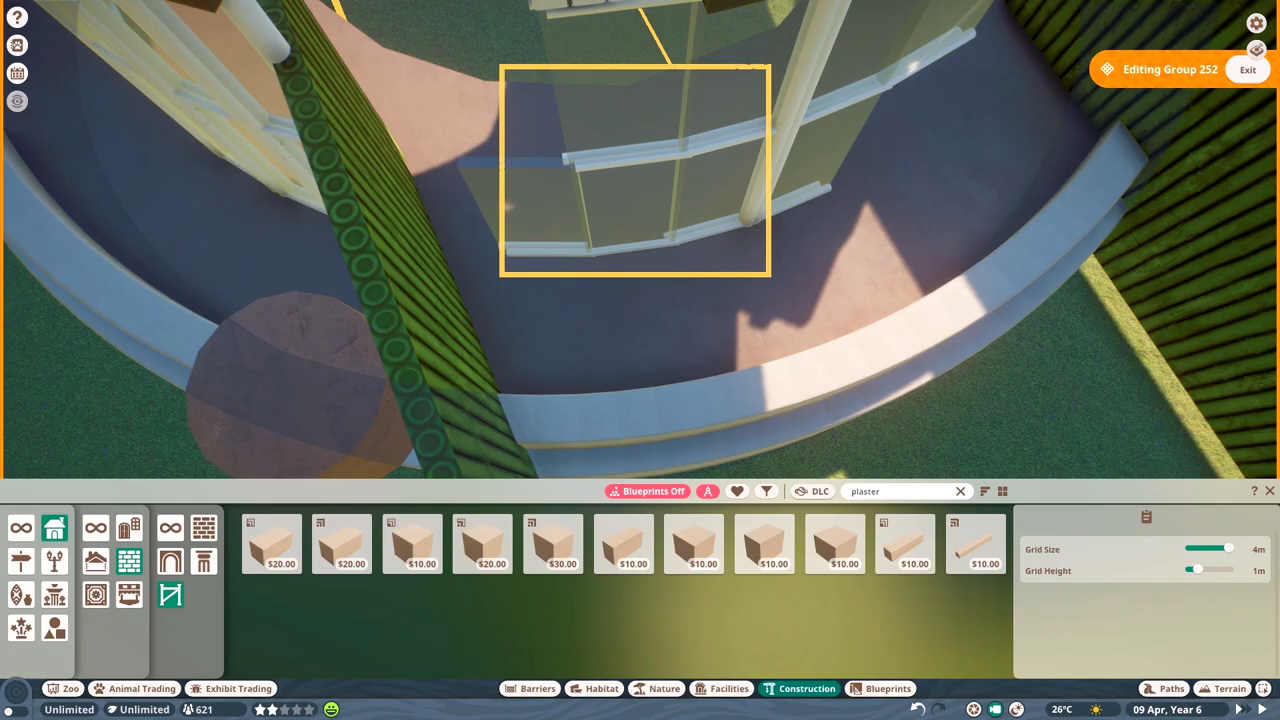 ?
Editing Group 252
Exit
Blueprints Off
DLC
plaster
?
$20.00
$20.00
$10.00
$20.00
$30.00
$10.00
$10.00
$10.00
$10.00
$10.00
$10.00
Grid Size
4m
Grid Height
1m
Zoo
Animal Trading
Exhibit Trading
Barriers
Habitat
Nature
Facilities
Construction
Blueprints
Paths
Terrain
Unlimited
Unlimited
621
26°C
09 Apr, Year 6